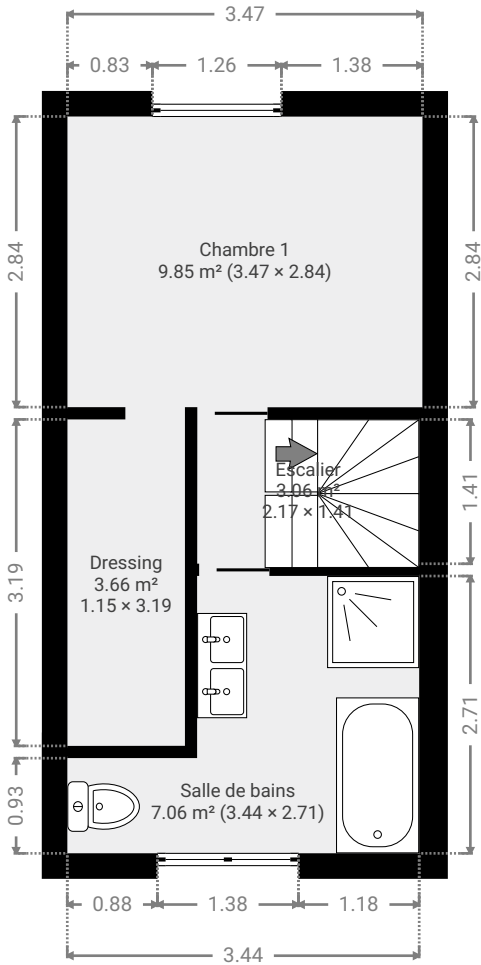 3.47
0.83 1.26 1.38
2.84
2.84
Chambre 1
9.85 m² (3.47 × 2.84)
Escalier
3.06 m²
2.17 × 1.41
1.41
3.19
Dressing
3.66 m²
1.15 × 3.19
2.71
0.93
Salle de bains
7.06 m² (3.44 × 2.71)
0.88 1.38 1.18
3.44